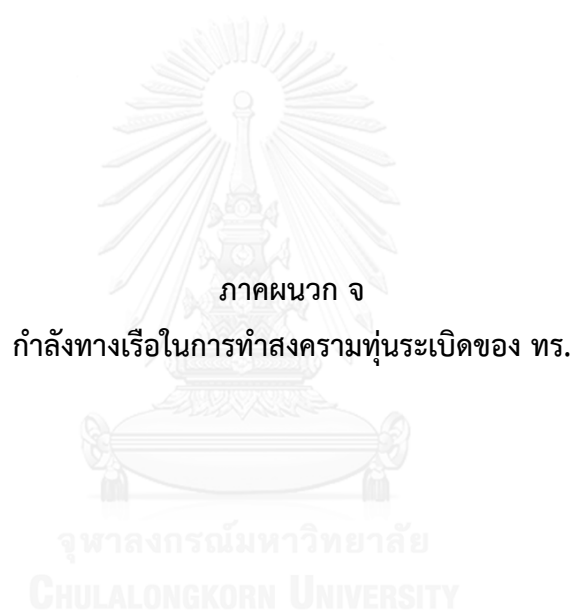 ภาคผนวก จ
กำลังทางเรือในการทำสงครามทุ่นระเบิดของ ทร.
จุฬาลงกรณ์มหาวิทยาลัย
CHULALONGKORN UNIVERSITY